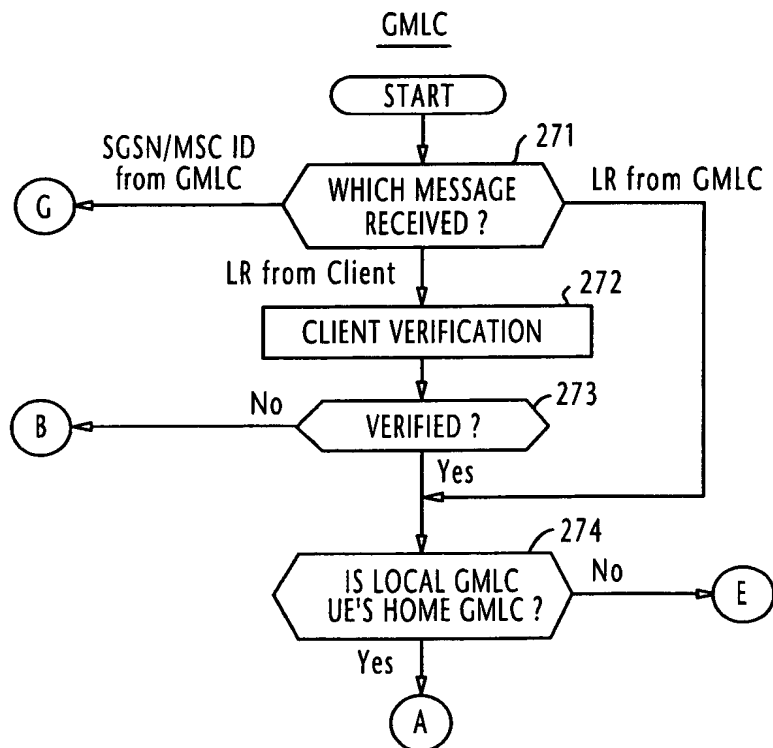 GMLC
START
271
SGSN/MSC ID
from GMLC
LR from GMLC
G
WHICH MESSAGE
RECEIVED ?
LR from Client
272
CLIENT VERIFICATION
273
No
B
VERIFIED ?
Yes
274
IS LOCAL GMLC
UE'S HOME GMLC ?
No
E
Yes
A